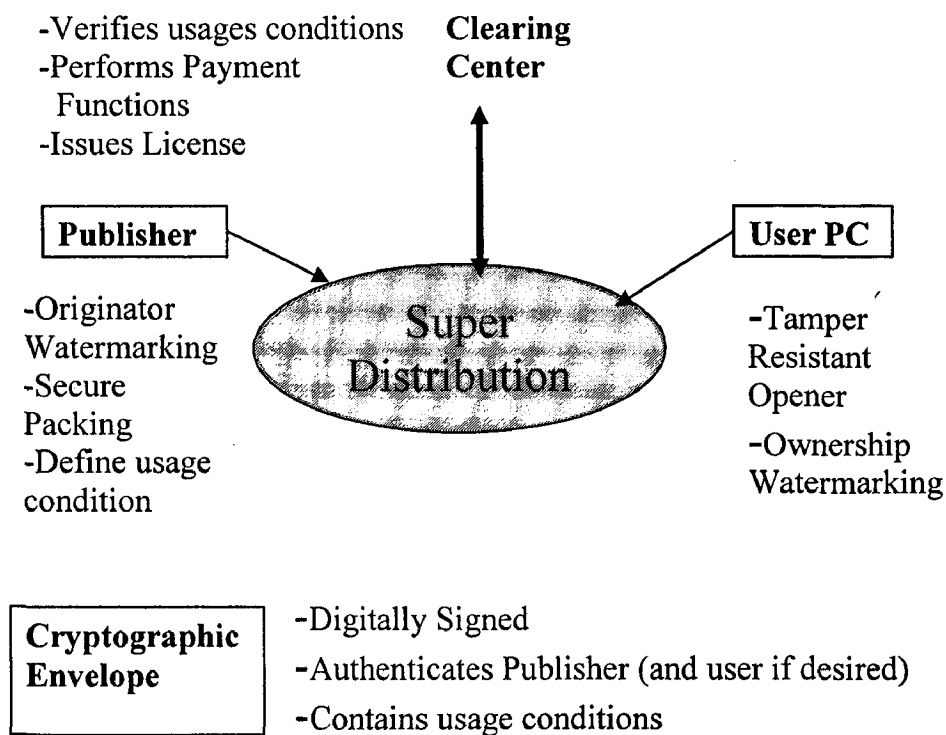 -Verifies usages conditions
-Performs Payment
Functions
-Issues License
Clearing
Center
Publisher
User PC
-Originator
Watermarking
-Secure
Packing
-Define usage
condition
Super
Distribution
-Tamper
Resistant
Opener
-Ownership
Watermarking
Cryptographic
Envelope
-Digitally Signed
-Authenticates Publisher (and user if desired)
-Contains usage conditions